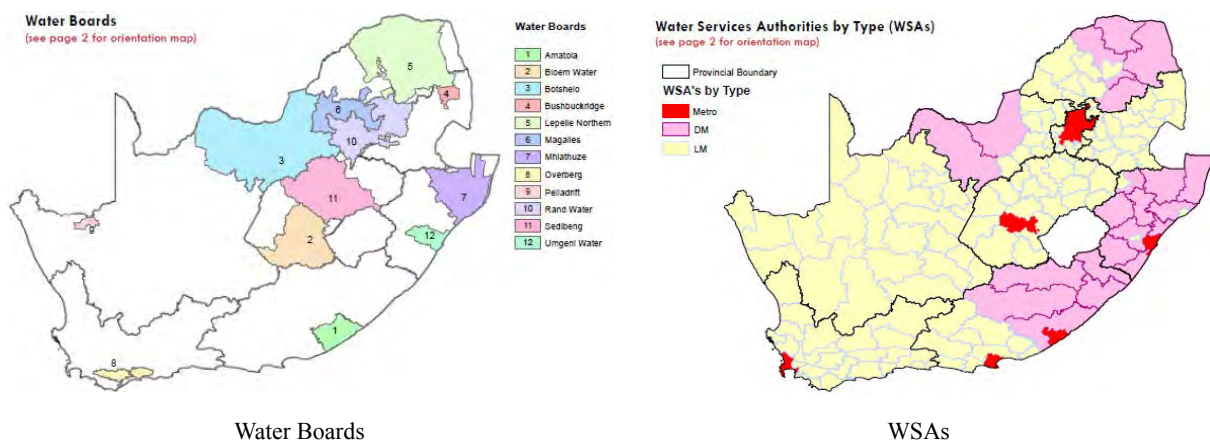 Water Boards
(see page 2 for orientation map)
5
4
6
10
3
11
7
2
12
9
1
8
Water Boards
1 Amatola
2 Bloem Water
3 Botshelo
4 Bushbuckridge
5 Lepelle Northern
6 Magalies
7 Mhlathuze
8 Overberg
9 Pelladrift
10 Rand Water
11 Sedibeng
12 Umgeni Water
Water Services Authorities by Type (WSAs)
(see page 2 for orientation map)
Provincial Boundary
WSA's by Type
Metro
DM
LM
Water Boards
WSAs